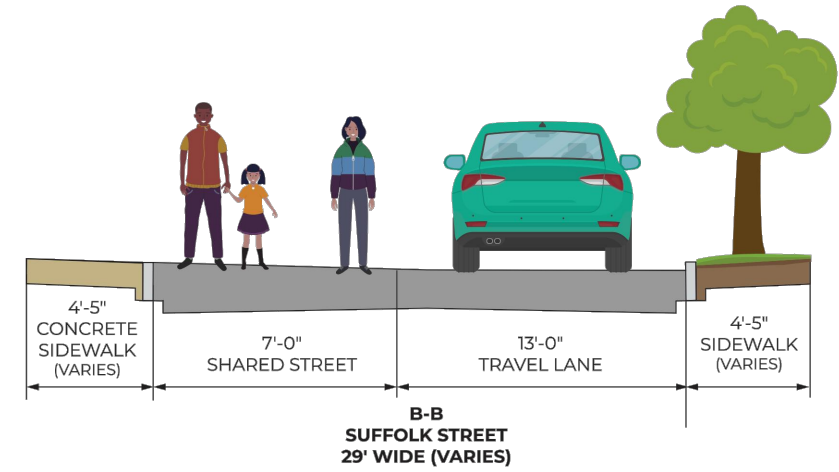 4'-5"
CONCRETE
SIDEWALK
(VARIES)
7'-0"
SHARED STREET
13'-0"
TRAVEL LANE
4'-5"
SIDEWALK
(VARIES)
B-B
SUFFOLK STREET
29' WIDE (VARIES)